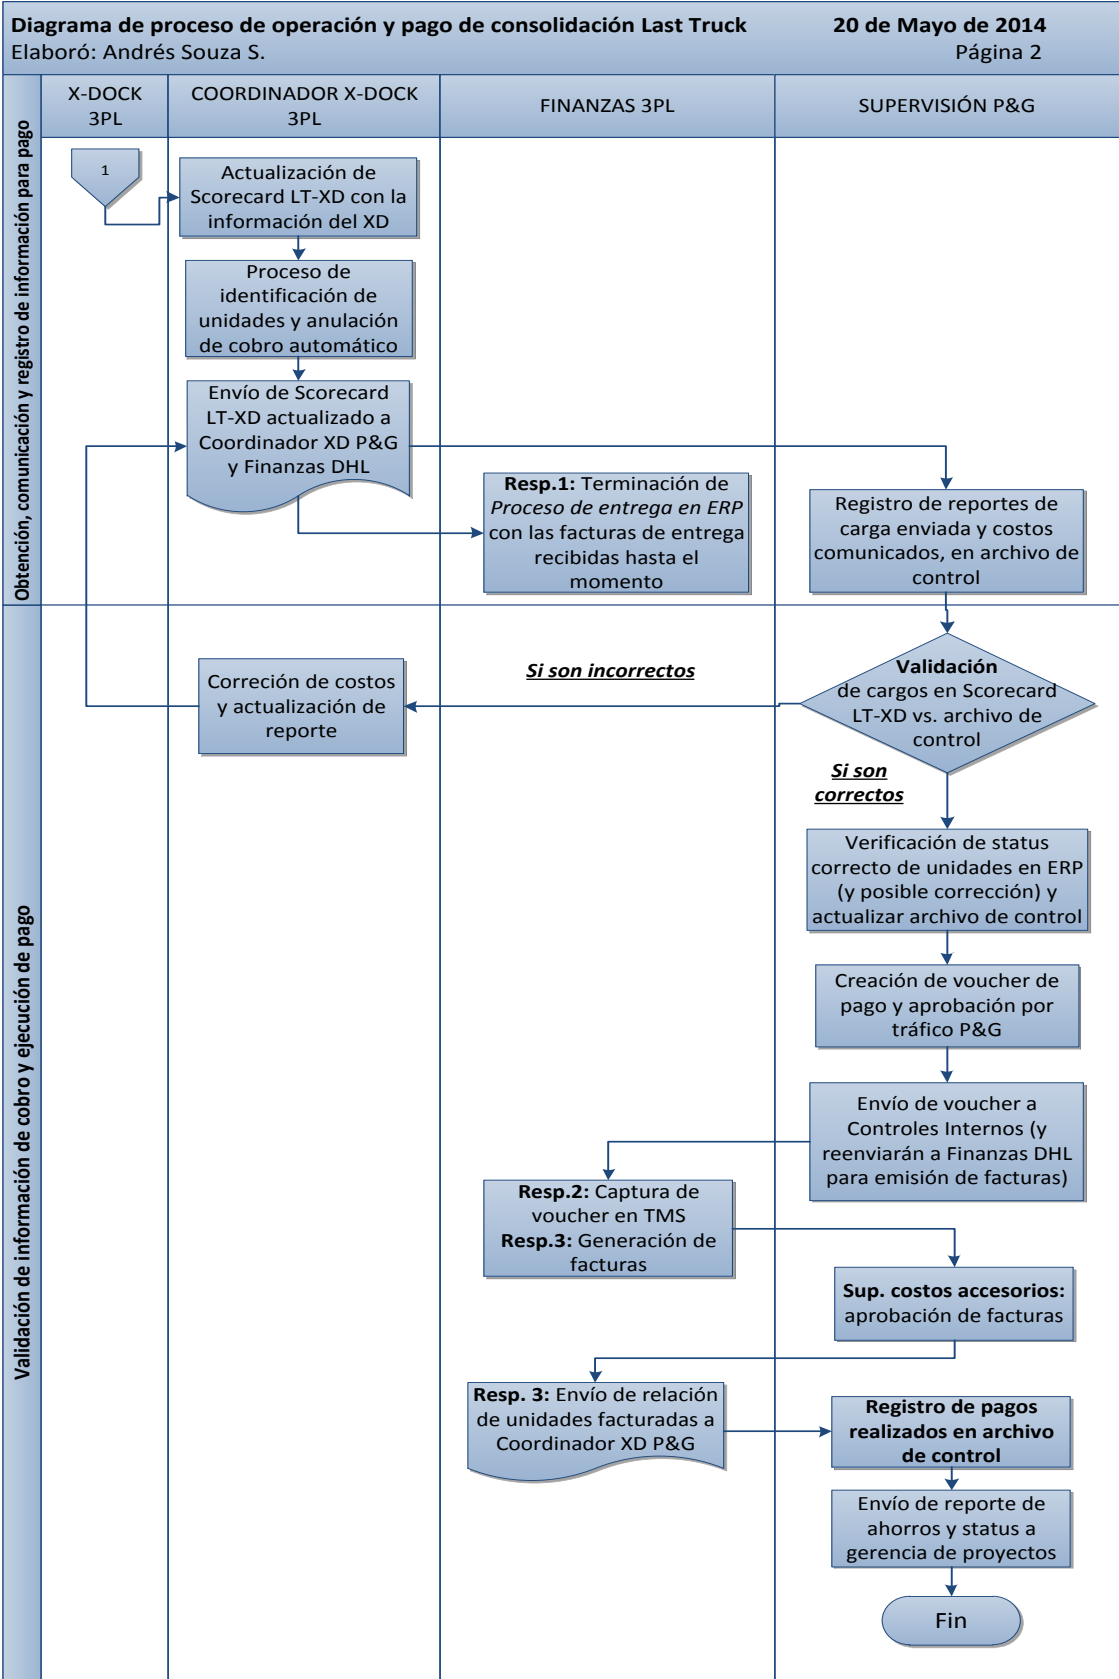 Diagrama de proceso de operación y pago de consolidación Last Truck
20 de Mayo de 2014
Elaboró: Andrés Souza S.
Página 2
X-DOCK
3PL
COORDINADOR X-DOCK
3PL
FINANZAS 3PL
SUPERVISIÓN P&G
Obtención, comunicación y registro de información para pago
1
Actualización de
Scorecard LT-XD con la
información del XD
Proceso de
identificación de
unidades y anulación
de cobro automático
Envío de Scorecard
LT-XD actualizado a
Coordinador XD P&G
y Finanzas DHL
Resp.1: Terminación de
Proceso de entrega en ERP
con las facturas de entrega
recibidas hasta el
momento
Registro de reportes de
carga enviada y costos
comunicados, en archivo de
control
Validación de información de cobro y ejecución de pago
Validación
de cargos en Scorecard
LT-XD vs. archivo de
control
Si son incorrectos
Correción de costos
y actualización de
reporte
Si son
correctos
Verificación de status
correcto de unidades en ERP
(y posible corrección) y
actualizar archivo de control
Creación de voucher de
pago y aprobación por
tráfico P&G
Envío de voucher a
Controles Internos (y
reenviarán a Finanzas DHL
para emisión de facturas)
Resp.2: Captura de
voucher en TMS
Resp.3: Generación de
facturas
Sup. costos accesorios:
aprobación de facturas
Resp. 3: Envío de relación
de unidades facturadas a
Coordinador XD P&G
Registro de pagos
realizados en archivo
de control
Envío de reporte de
ahorros y status a
gerencia de proyectos
Fin